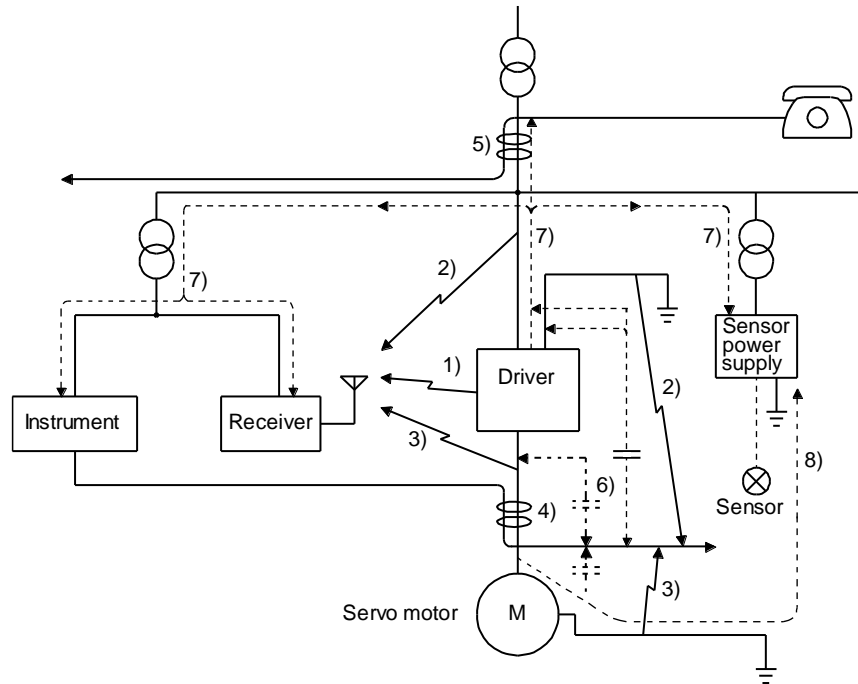 5)
7)
7)
7)
2)
Sensor
power
supply
1)
Driver
2)
Instrument
Receiver
3)
8)
6)
Sensor
4)
3)
Servo motor
M